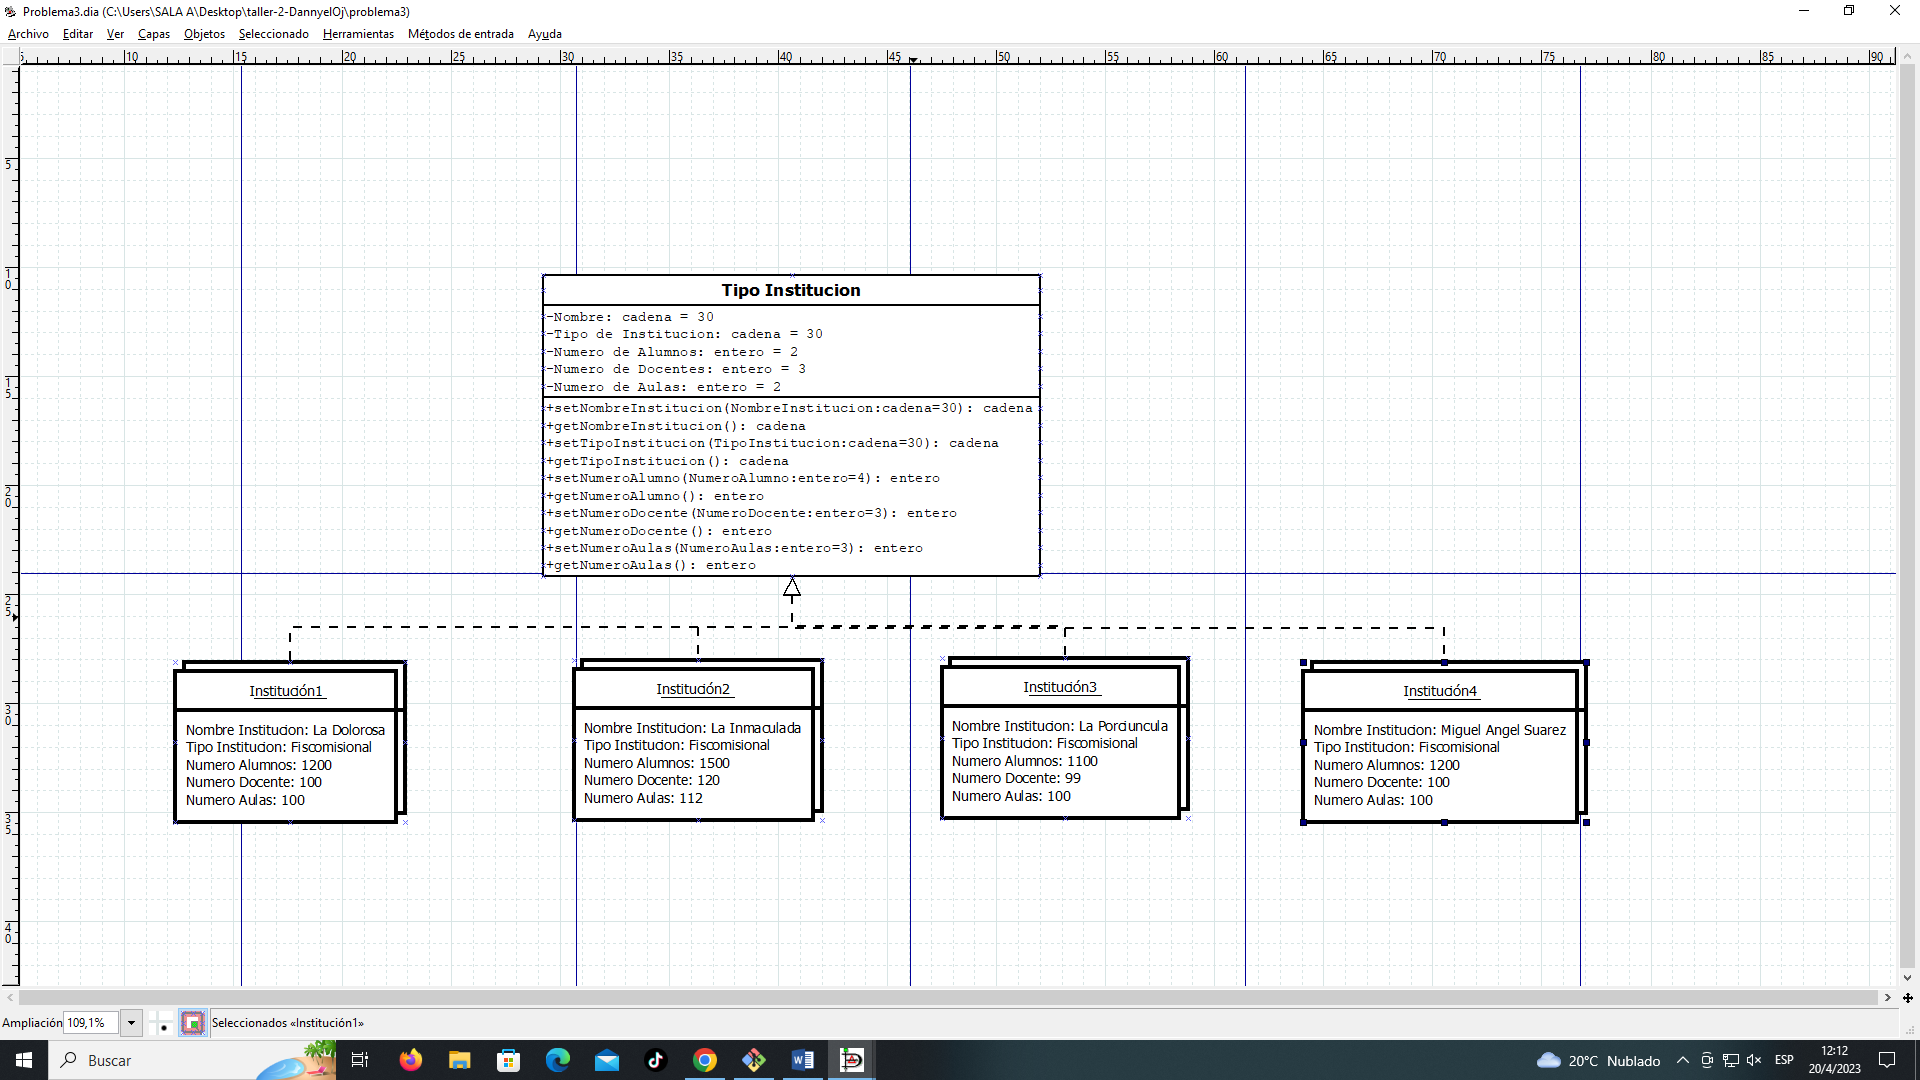 Problema3.dia (C:\Users\SALA A\Desktop\taller-2-DannyelOj\problema3)
Archivo Editar Ver Capas Objetos Seleccionado Herramientas Métodos de entrada Ayuda
5 10 15 20 25 30 35 40 45 50 55 60 65 70 75 80 85 90
5
10
15
20
25
30
35
40
Tipo Institucion
-Nombre: cadena = 30
-Tipo de Institucion: cadena = 30
-Numero de Alumnos: entero = 2
-Numero de Docentes: entero = 3
-Numero de Aulas: entero = 2
+setNombreInstitucion(NombreInstitucion:cadena=30): cadena
+getNombreInstitucion(): cadena
+setTipoInstitucion(TipoInstitucion:cadena=30): cadena
+getTipoInstitucion(): cadena
+setNumeroAlumno(NumeroAlumno:entero=4): entero
+getNumeroAlumno(): entero
+setNumeroDocente(NumeroDocente:entero=3): entero
+getNumeroDocente(): entero
+setNumeroAulas(NumeroAulas:entero=3): entero
+getNumeroAulas(): entero
Institución1
Nombre Institucion: La Dolorosa
Tipo Institucion: Fiscomisional
Numero Alumnos: 1200
Numero Docente: 100
Numero Aulas: 100
Institución2
Nombre Institucion: La Inmaculada
Tipo Institucion: Fiscomisional
Numero Alumnos: 1500
Numero Docente: 120
Numero Aulas: 112
Institución3
Nombre Institucion: La Porciuncula
Tipo Institucion: Fiscomisional
Numero Alumnos: 1100
Numero Docente: 99
Numero Aulas: 100
Institución4
Nombre Institucion: Miguel Angel Suarez
Tipo Institucion: Fiscomisional
Numero Alumnos: 1200
Numero Docente: 100
Numero Aulas: 100
Ampliación 109,1% Seleccionados «Institución1»
Buscar
20°C Nublado
ESP
12:12
20/4/2023